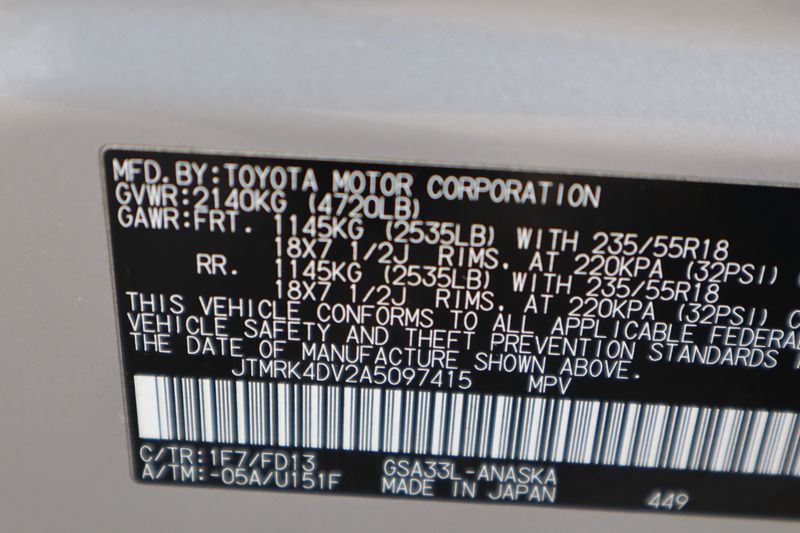 MFD.BY:TOYOTA MOTOR CORPORATION
GVWR:2140KG (4720LB)
GAWR:FRT. 1145KG (2535LB) WITH 235/55R18
18X7 1/2J RIMS. AT 220KPA (32PSI)
RR. 1145KG (2535LB) WITH 235/55R18
18X7 1/2J RIMS. AT 220KPA (32PSI) C
THIS VEHICLE CONFORMS TO ALL APPLICABLE FEDERAL
VEHICLE SAFETY AND THEFT PREVENTION STANDARDS
THE DATE OF MANUFACTURE SHOWN ABOVE.
JTMRK4DV2A5097415 MPV
C/TR:1F7/FD13 GSA33L-ANASKA
A/TM:-05A/U151F MADE IN JAPAN 449